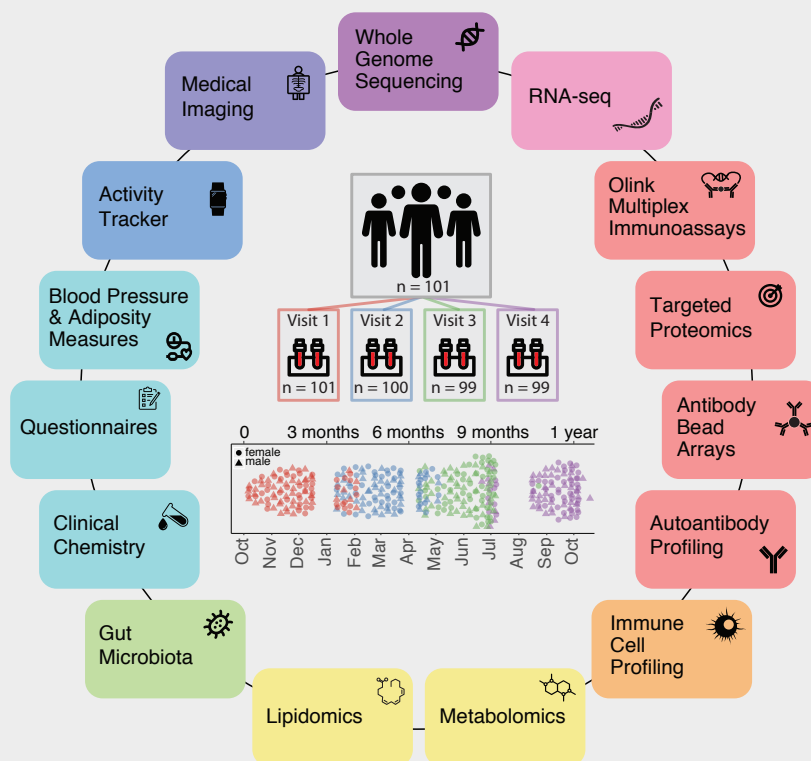 Whole
Genome
Sequencing
RNA-seq
Olink
Multiplex
Immunoassays
Targeted
Proteomics
Antibody
Bead
Arrays
Autoantibody
Profiling
Immune
Cell
Profiling
Metabolomics
Lipidomics
Gut
Microbiota
Clinical
Chemistry
Questionnaires
Blood Pressure
& Adiposity
Measures
Activity
Tracker
Medical
Imaging
n = 101
Visit 1
n = 101
Visit 2
n = 100
Visit 3
n = 99
Visit 4
n = 99
0 3 months 6 months 9 months 1 year
female
male
Oct Nov Dec Jan Feb Mar Apr May Jun Jul Aug Sep Oct